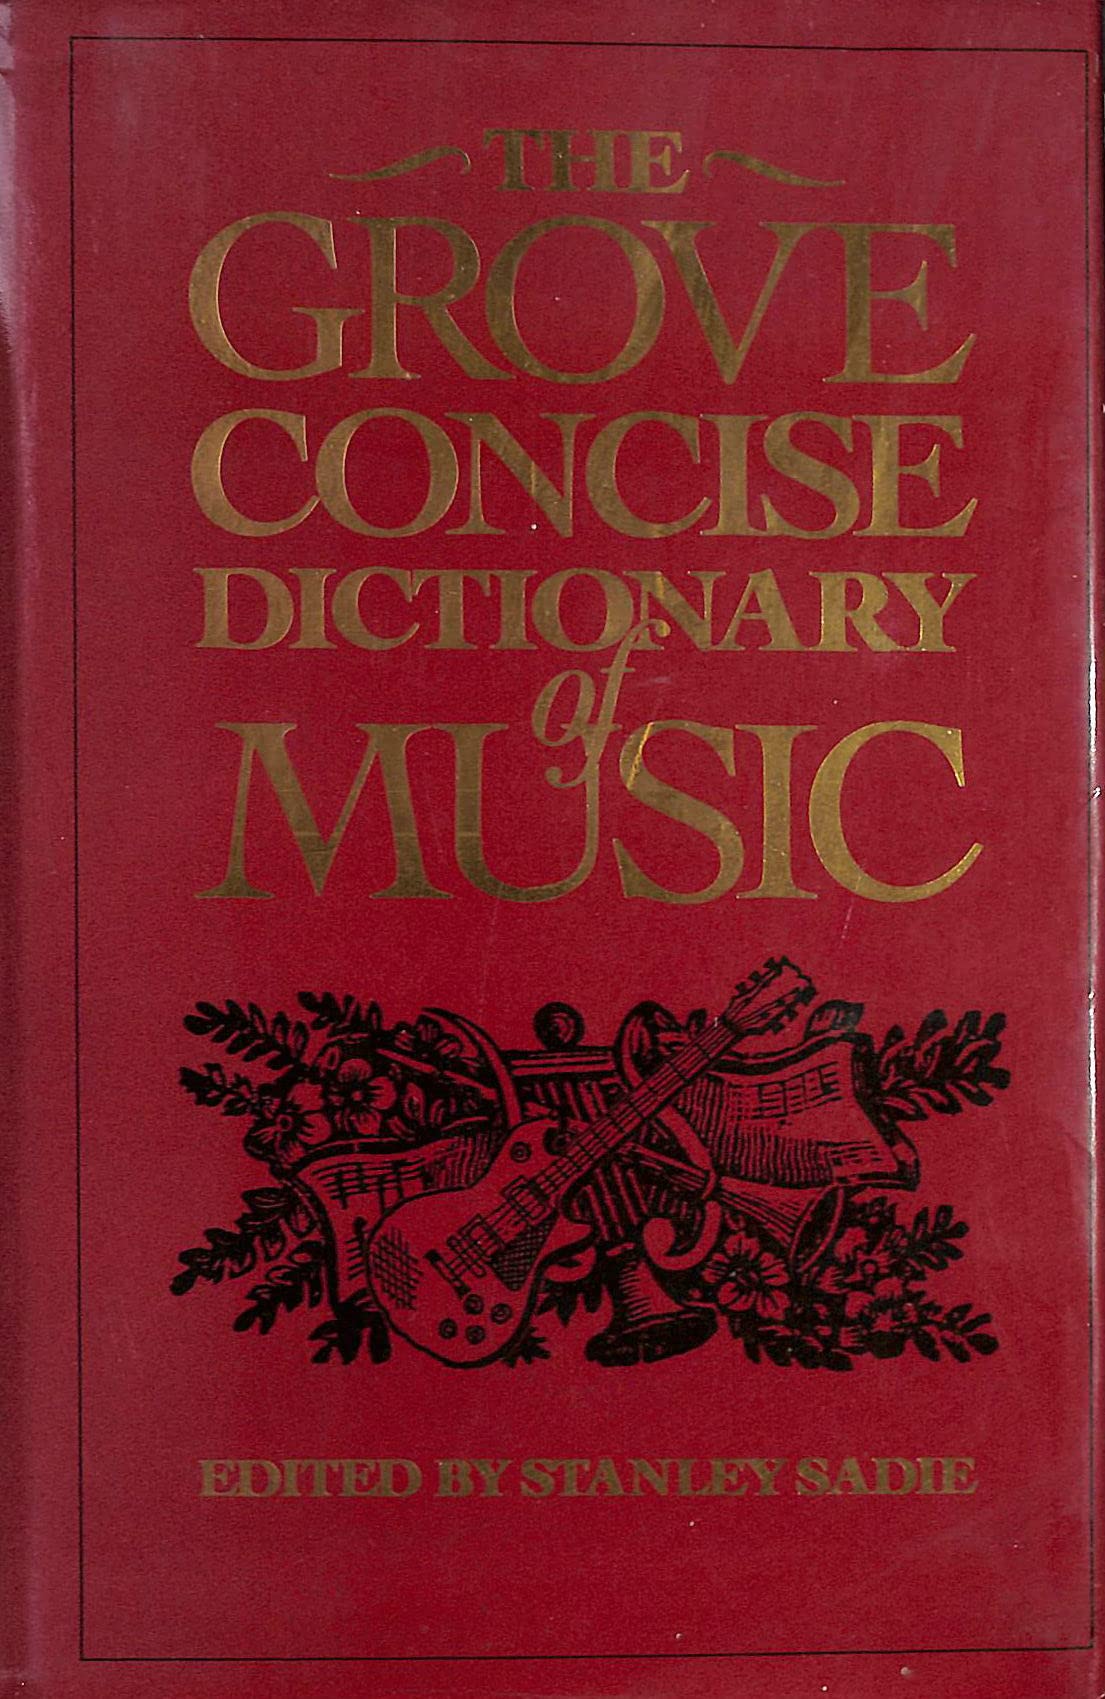 THE
GROVE
CONCISE
DICTIONARY
of
MUSIC
EDITED BY STANLEY SADIE